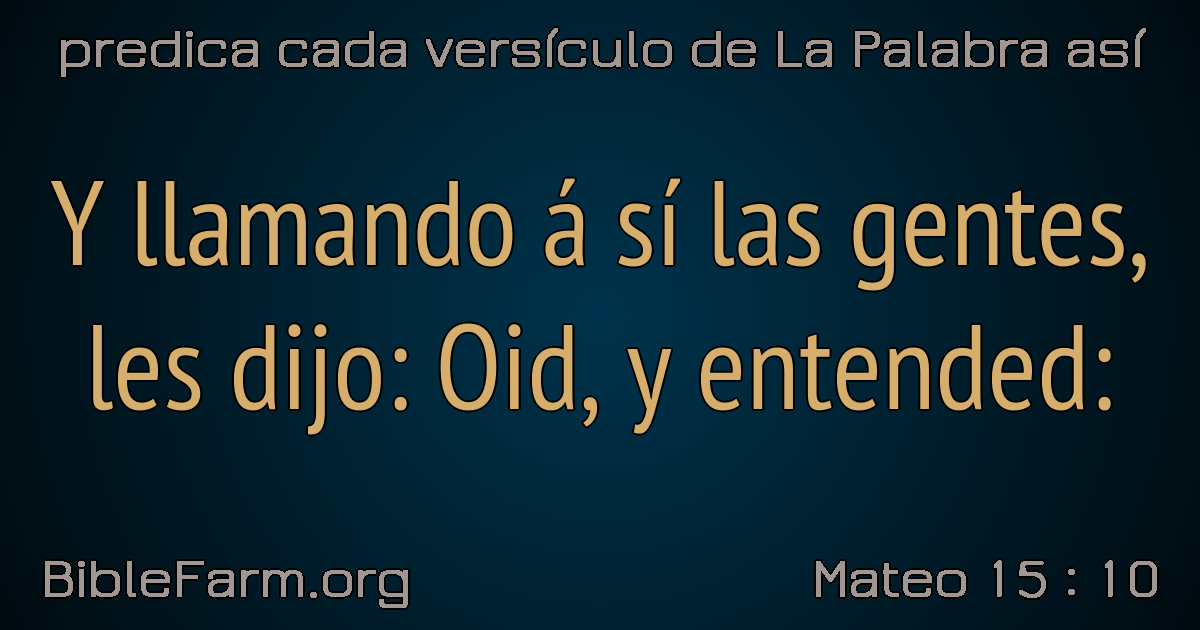 predica cada versículo de La Palabra así
Y llamando á sí las gentes,
les dijo: Oid, y entended:
BibleFarm.org
Mateo 15 : 10